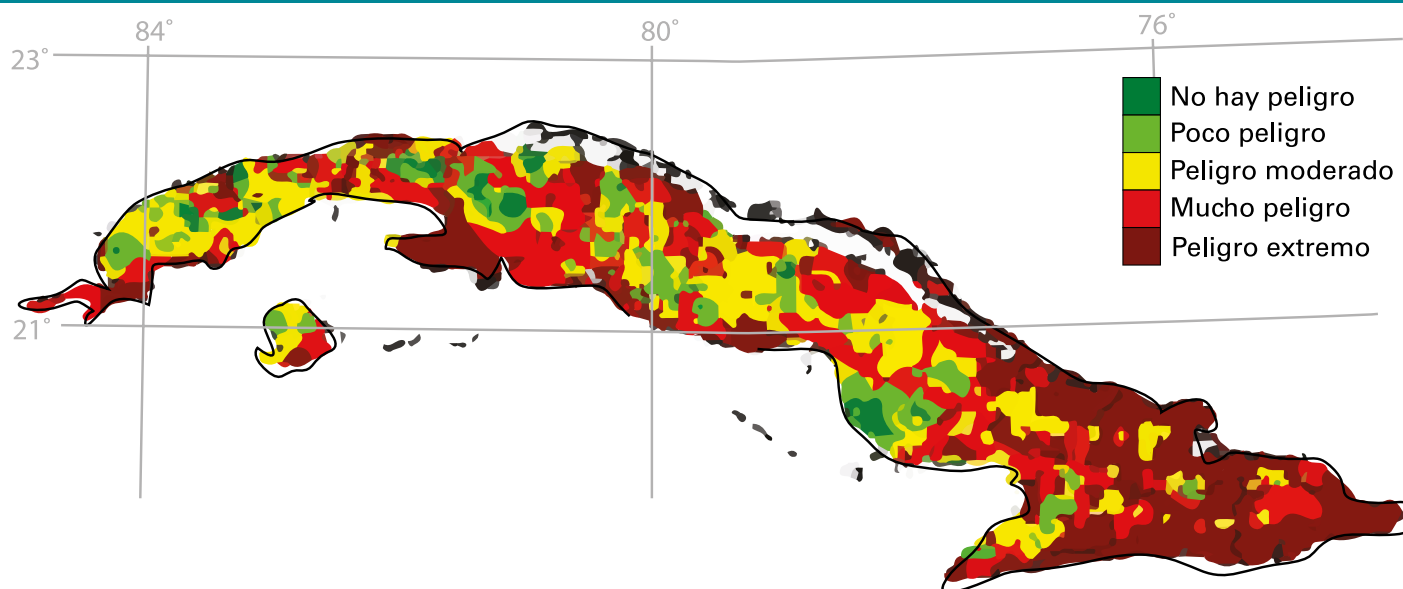 84°
80°
76°
23°
21°
No hay peligro
Poco peligro
Peligro moderado
Mucho peligro
Peligro extremo